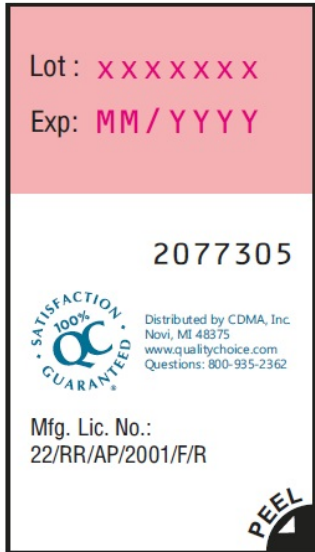 Lot : xxxxxxx
Exp: MM/YYYY
2077305
SATISFACTION
100%
QC
GUARANTEED
®
Distributed by CDMA, Inc.
Novi, MI 48375
www.qualitychoice.com
Questions: 800-935-2362
Mfg. Lic. No.:
22/RR/AP/2001/F/R
PEEL